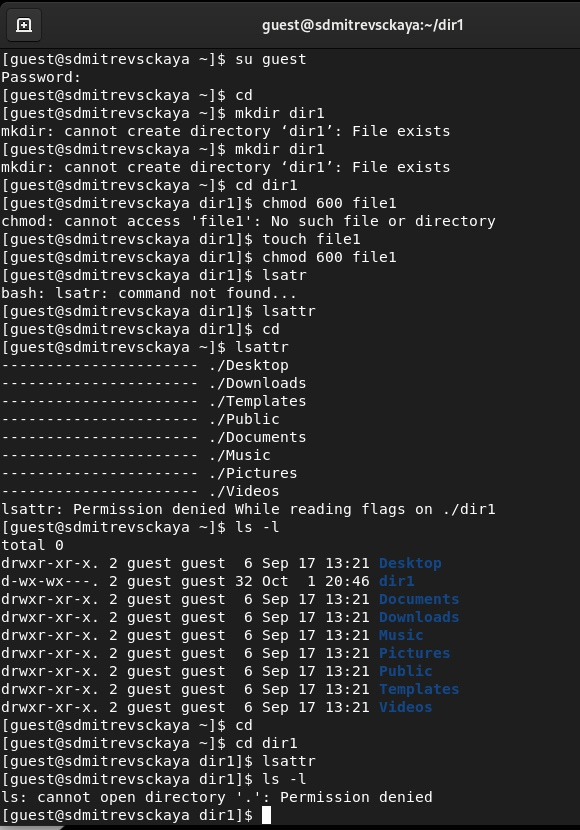 guest@sdmitrevsckaya:~/dir1
[guest@sdmitrevsckaya ~]$ su guest
Password:
[guest@sdmitrevsckaya ~]$ cd
[guest@sdmitrevsckaya ~]$ mkdir dir1
mkdir: cannot create directory ‘dir1’: File exists
[guest@sdmitrevsckaya ~]$ mkdir dir1
mkdir: cannot create directory ‘dir1’: File exists
[guest@sdmitrevsckaya ~]$ cd dir1
[guest@sdmitrevsckaya dir1]$ chmod 600 file1
chmod: cannot access 'file1': No such file or directory
[guest@sdmitrevsckaya dir1]$ touch file1
[guest@sdmitrevsckaya dir1]$ chmod 600 file1
[guest@sdmitrevsckaya dir1]$ lsatr
bash: lsatr: command not found...
[guest@sdmitrevsckaya dir1]$ lsattr
[guest@sdmitrevsckaya dir1]$ cd
[guest@sdmitrevsckaya ~]$ lsattr
---------------------- ./Desktop
---------------------- ./Downloads
---------------------- ./Templates
---------------------- ./Public
---------------------- ./Documents
---------------------- ./Music
---------------------- ./Pictures
---------------------- ./Videos
lsattr: Permission denied While reading flags on ./dir1
[guest@sdmitrevsckaya ~]$ ls -l
total 0
drwxr-xr-x. 2 guest guest  6 Sep 17 13:21 Desktop
d-wx-wx---. 2 guest guest 32 Oct  1 20:46 dir1
drwxr-xr-x. 2 guest guest  6 Sep 17 13:21 Documents
drwxr-xr-x. 2 guest guest  6 Sep 17 13:21 Downloads
drwxr-xr-x. 2 guest guest  6 Sep 17 13:21 Music
drwxr-xr-x. 2 guest guest  6 Sep 17 13:21 Pictures
drwxr-xr-x. 2 guest guest  6 Sep 17 13:21 Public
drwxr-xr-x. 2 guest guest  6 Sep 17 13:21 Templates
drwxr-xr-x. 2 guest guest  6 Sep 17 13:21 Videos
[guest@sdmitrevsckaya ~]$ cd
[guest@sdmitrevsckaya ~]$ cd dir1
[guest@sdmitrevsckaya dir1]$ lsattr
[guest@sdmitrevsckaya dir1]$ ls -l
ls: cannot open directory '.': Permission denied
[guest@sdmitrevsckaya dir1]$